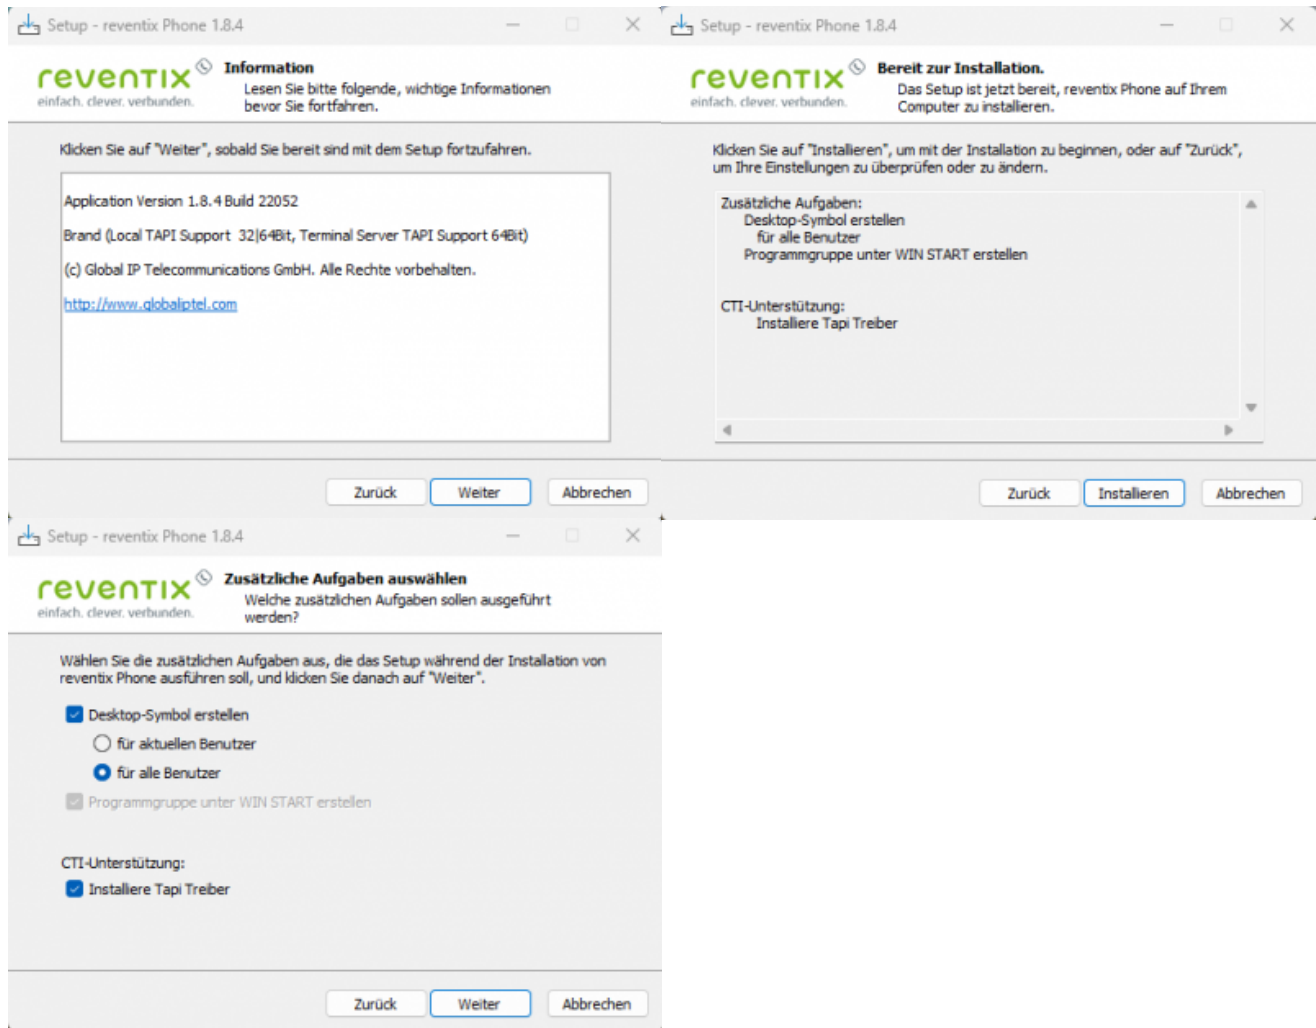 Setup - reventix Phone 1.8.4
reventix
einfach. clever. verbunden.
Information
Lesen Sie bitte folgende, wichtige Informationen
bevor Sie fortfahren.
Klicken Sie auf "Weiter", sobald Sie bereit sind mit dem Setup fortzufahren.
Application Version 1.8.4 Build 22052
Brand (Local TAPI Support 32|64Bit, Terminal Server TAPI Support 64Bit)
(c) Global IP Telecommunications GmbH. Alle Rechte vorbehalten.
http://www.globaliptel.com
Zurück Weiter Abbrechen
Setup - reventix Phone 1.8.4
reventix
einfach. clever. verbunden.
Bereit zur Installation.
Das Setup ist jetzt bereit, reventix Phone auf Ihrem
Computer zu installieren.
Klicken Sie auf "Installieren", um mit der Installation zu beginnen, oder auf "Zurück",
um Ihre Einstellungen zu überprüfen oder zu ändern.
Zusätzliche Aufgaben:
Desktop-Symbol erstellen
für alle Benutzer
Programmgruppe unter WIN START erstellen
CTI-Unterstützung:
Installiere Tapi Treiber
Zurück Installieren Abbrechen
Setup - reventix Phone 1.8.4
reventix
einfach. clever. verbunden.
Zusätzliche Aufgaben auswählen
Welche zusätzlichen Aufgaben sollen ausgeführt
werden?
Wählen Sie die zusätzlichen Aufgaben aus, die das Setup während der Installation von
reventix Phone ausführen soll, und klicken Sie danach auf "Weiter".
Desktop-Symbol erstellen
für aktuellen Benutzer
für alle Benutzer
Programmgruppe unter WIN START erstellen
CTI-Unterstützung:
Installiere Tapi Treiber
Zurück Weiter Abbrechen